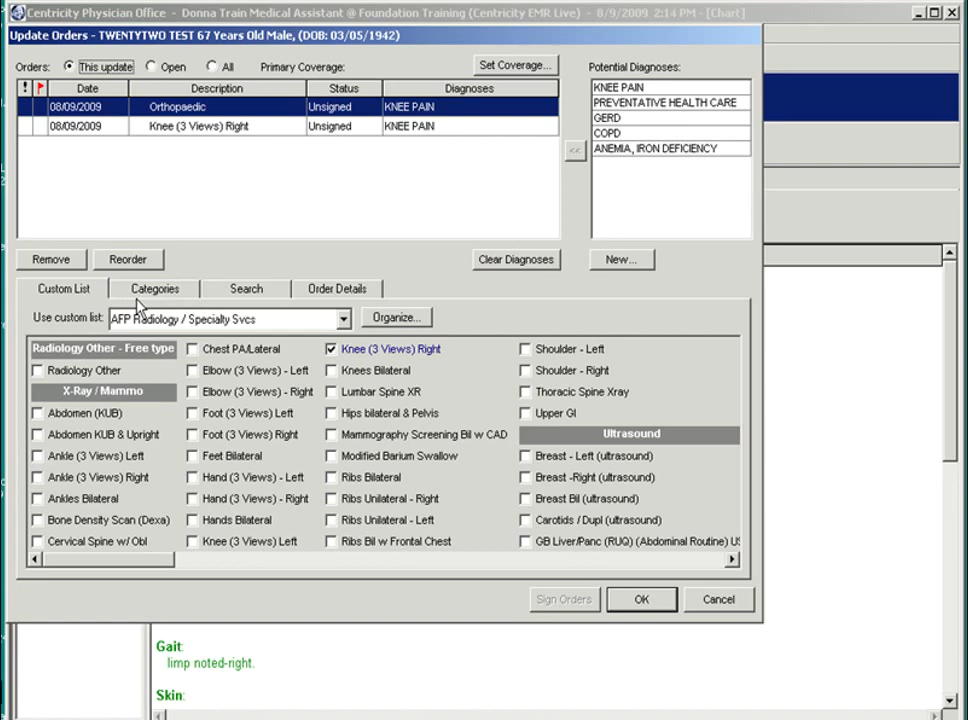 Centricity Physician Office - Donna Train Medical Assistant @ Foundation Training (Centricity EMR Live) - 8/9/2009 2:14 PM - [Chart]
Update Orders - TWENTYTWO TEST 67 Years Old Male, (DOB: 03/05/1942)
Orders: This update Open All Primary Coverage: Set Coverage... Potential Diagnoses:
! Date Description Status Diagnoses
08/09/2009 Orthopaedic Unsigned KNEE PAIN
08/09/2009 Knee (3 Views) Right Unsigned KNEE PAIN
KNEE PAIN
PREVENTATIVE HEALTH CARE
GERD
COPD
ANEMIA, IRON DEFICIENCY
<<
Remove Reorder Clear Diagnoses New...
Custom List Categories Search Order Details
Use custom list: AFP Radiology / Specialty Svcs Organize...
Radiology Other - Free type
Radiology Other
X-Ray / Mammo
Abdomen (KUB)
Abdomen KUB & Upright
Ankle (3 Views) Left
Ankle (3 Views) Right
Ankles Bilateral
Bone Density Scan (Dexa)
Cervical Spine w/ Obl
Chest PA/Lateral
Elbow (3 Views) - Left
Elbow (3 Views) - Right
Foot (3 Views) Left
Foot (3 Views) Right
Feet Bilateral
Hand (3 Views) - Left
Hand (3 Views) - Right
Hands Bilateral
Knee (3 Views) Left
Knee (3 Views) Right
Knees Bilateral
Lumbar Spine XR
Hips bilateral & Pelvis
Mammography Screening Bil w CAD
Modified Barium Swallow
Ribs Bilateral
Ribs Unilateral - Right
Ribs Unilateral - Left
Ribs Bil w Frontal Chest
Shoulder - Left
Shoulder - Right
Thoracic Spine Xray
Upper GI
Ultrasound
Breast - Left (ultrasound)
Breast -Right (ultrasound)
Breast Bil (ultrasound)
Carotids / Dupl (ultrasound)
GB Liver/Panc (RUQ) (Abdominal Routine) US
Sign Orders OK Cancel
Gait:
limp noted-right.
Skin: